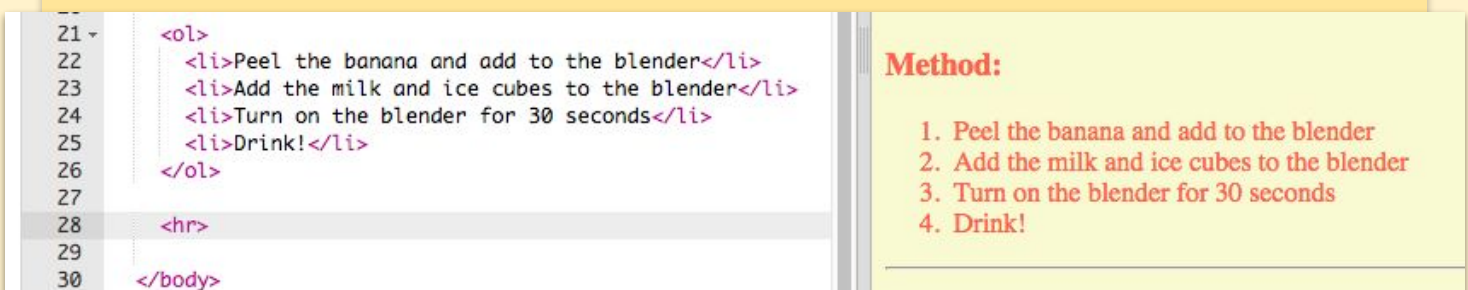 21 <ol>
22 <li>Peel the banana and add to the blender</li>
23 <li>Add the milk and ice cubes to the blender</li>
24 <li>Turn on the blender for 30 seconds</li>
25 <li>Drink!</li>
26 </ol>
27
28 <hr>
29
30 </body>
Method:
1. Peel the banana and add to the blender
2. Add the milk and ice cubes to the blender
3. Turn on the blender for 30 seconds
4. Drink!